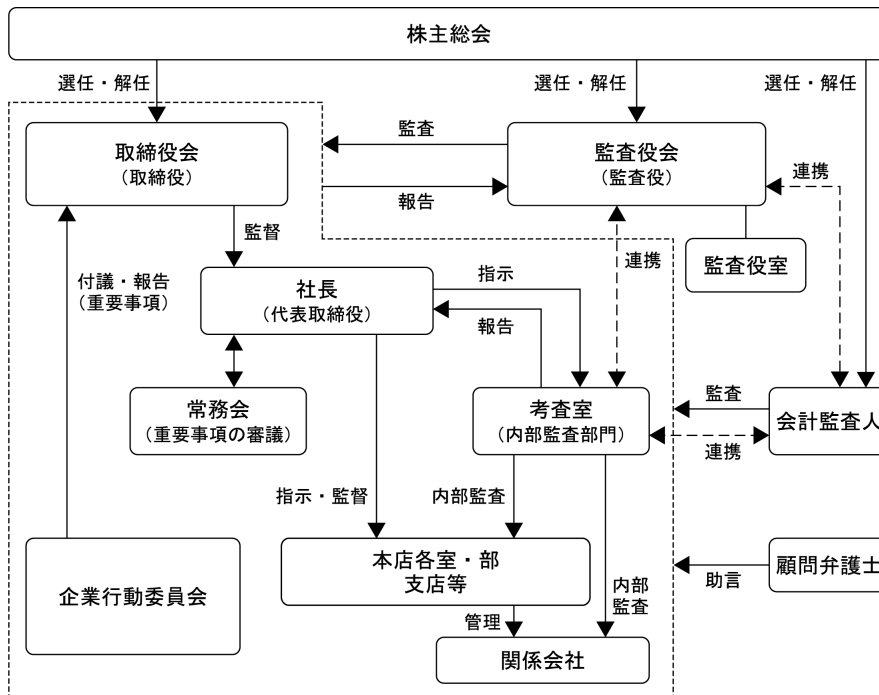 株主総会
選任・解任
選任・解任
選任・解任
取締役会
（取締役）
監査
報告
監査役会
（監査役）
連携
監査役室
監督
連携
付議・報告
（重要事項）
社長
（代表取締役）
指示
報告
常務会
（重要事項の審議）
考査室
（内部監査部門）
監査
会計監査人
連携
指示・監督
内部監査
本店各室・部
支店等
内部
監査
助言
顧問弁護士
企業行動委員会
管理
関係会社